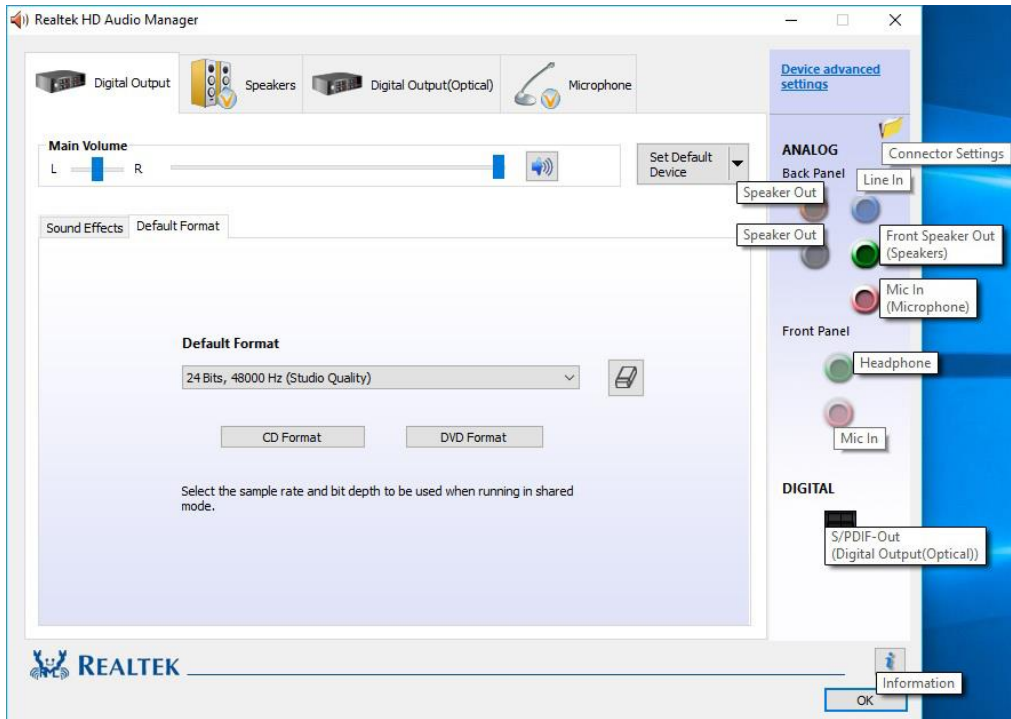 Realtek HD Audio Manager
Digital Output
Speakers
Digital Output(Optical)
Microphone
Device advanced
settings
Main Volume
L
R
Set Default
Device
ANALOG
Connector Settings
Back Panel
Line In
Speaker Out
Speaker Out
Front Speaker Out
(Speakers)
Mic In
(Microphone)
Sound Effects
Default Format
Front Panel
Headphone
Mic In
Default Format
24 Bits, 48000 Hz (Studio Quality)
CD Format
DVD Format
Select the sample rate and bit depth to be used when running in shared
mode.
DIGITAL
S/PDIF-Out
(Digital Output(Optical))
REALTEK
Information
OK